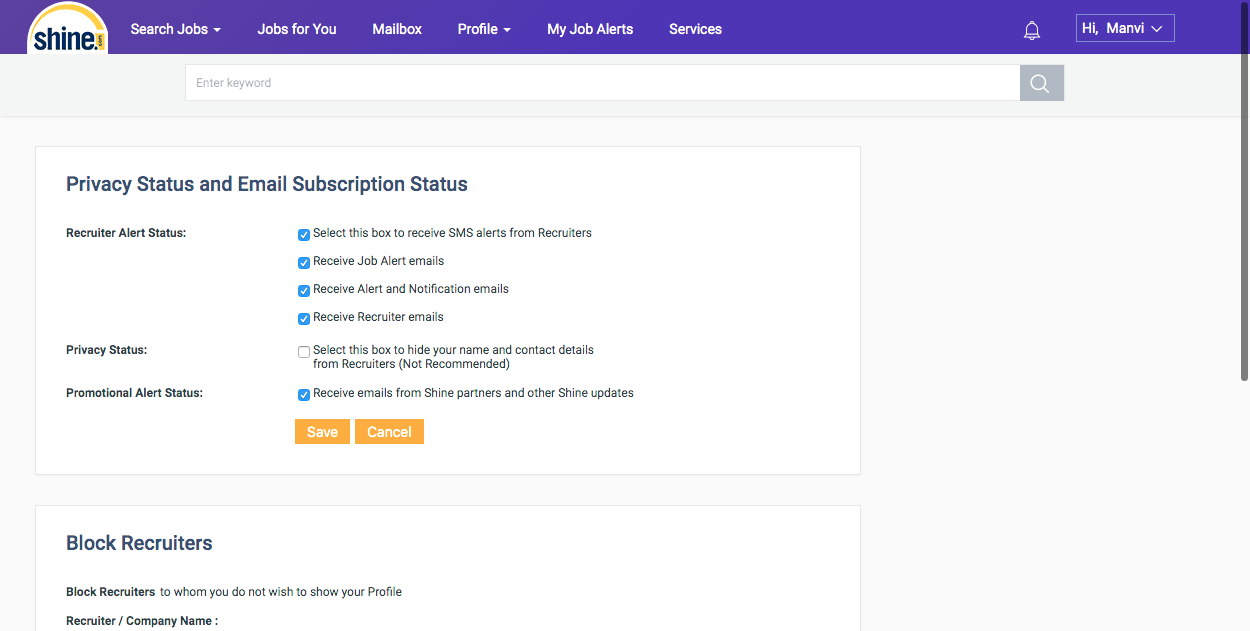 shine.com
Search Jobs
Jobs for You
Mailbox
Profile
My Job Alerts
Services
Hi, Manvi
Enter keyword
Privacy Status and Email Subscription Status
Recruiter Alert Status:
Select this box to receive SMS alerts from Recruiters
Receive Job Alert emails
Receive Alert and Notification emails
Receive Recruiter emails
Privacy Status:
Select this box to hide your name and contact details
from Recruiters (Not Recommended)
Promotional Alert Status:
Receive emails from Shine partners and other Shine updates
Save
Cancel
Block Recruiters
Block Recruiters to whom you do not wish to show your Profile
Recruiter / Company Name :